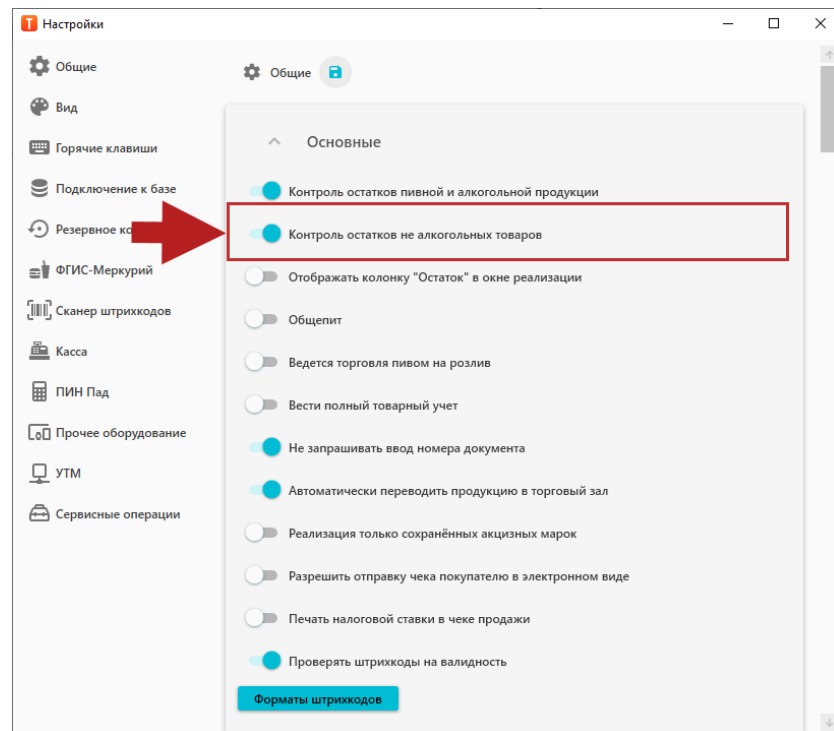 Настройки
Общие
Вид
Горячие клавиши
Подключение к базе
Резервное
ФГИС-Меркурий
Сканер штрихкодов
Касса
ПИН Пад
Прочее оборудование
УТМ
Сервисные операции
Общие
Основные
Контроль остатков пивной и алкогольной продукции
Контроль остатков не алкогольных товаров
Отображать колонку "Остаток" в окне реализации
Общепит
Ведется торговля пивом на розлив
Вести полный товарный учет
Не запрашивать ввод номера документа
Автоматически переводить продукцию в торговый зал
Реализация только сохранённых акцизных марок
Разрешить отправку чека покупателю в электронном виде
Печать налоговой ставки в чеке продажи
Проверять штрихкоды на валидность
Форматы штрихкодов